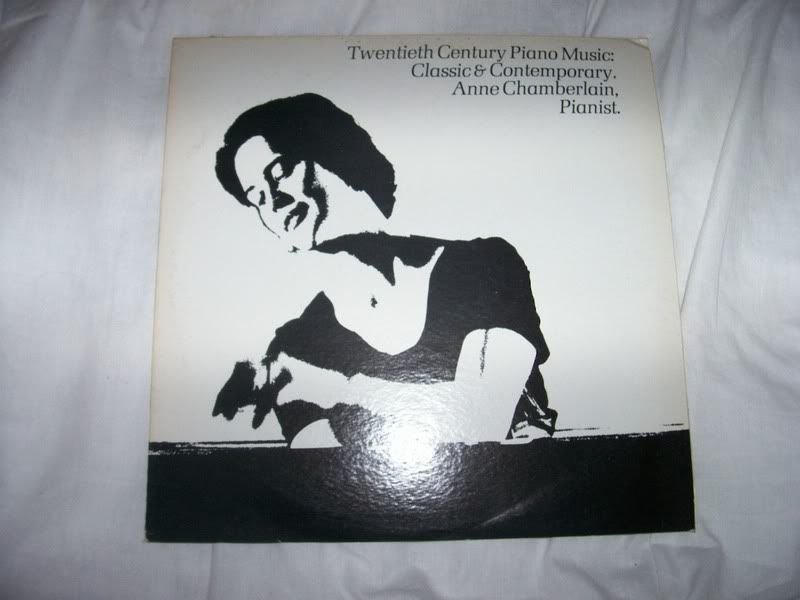 Twentieth Century Piano Music:
Classic & Contemporary.
Anne Chamberlain,
Pianist.